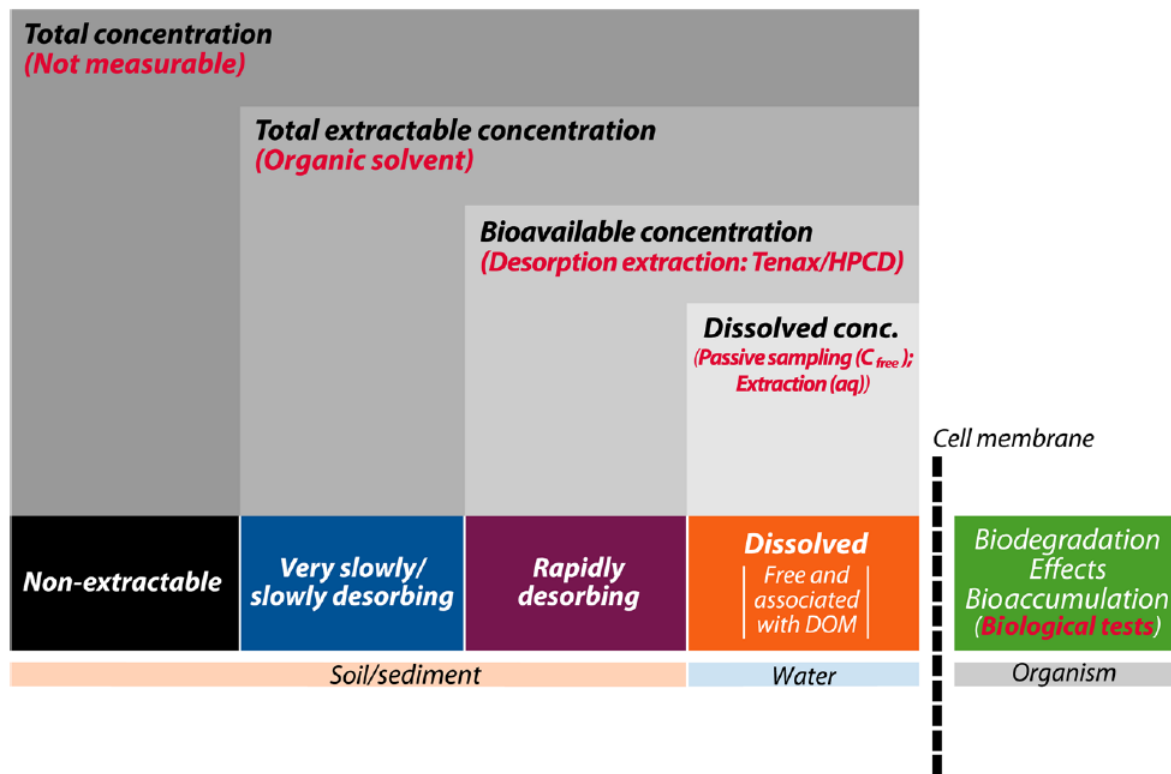 Total concentration
(Not measurable)
Total extractable concentration
(Organic solvent)
Bioavailable concentration
(Desorption extraction: Tenax/HPCD)
Dissolved conc.
(Passive sampling (C free );
Extraction (aq))
Cell membrane
Non-extractable
Very slowly/
slowly desorbing
Rapidly
desorbing
Dissolved
Free and
associated
with DOM
Biodegradation
Effects
Bioaccumulation
(Biological tests)
Soil/sediment
Water
Organism